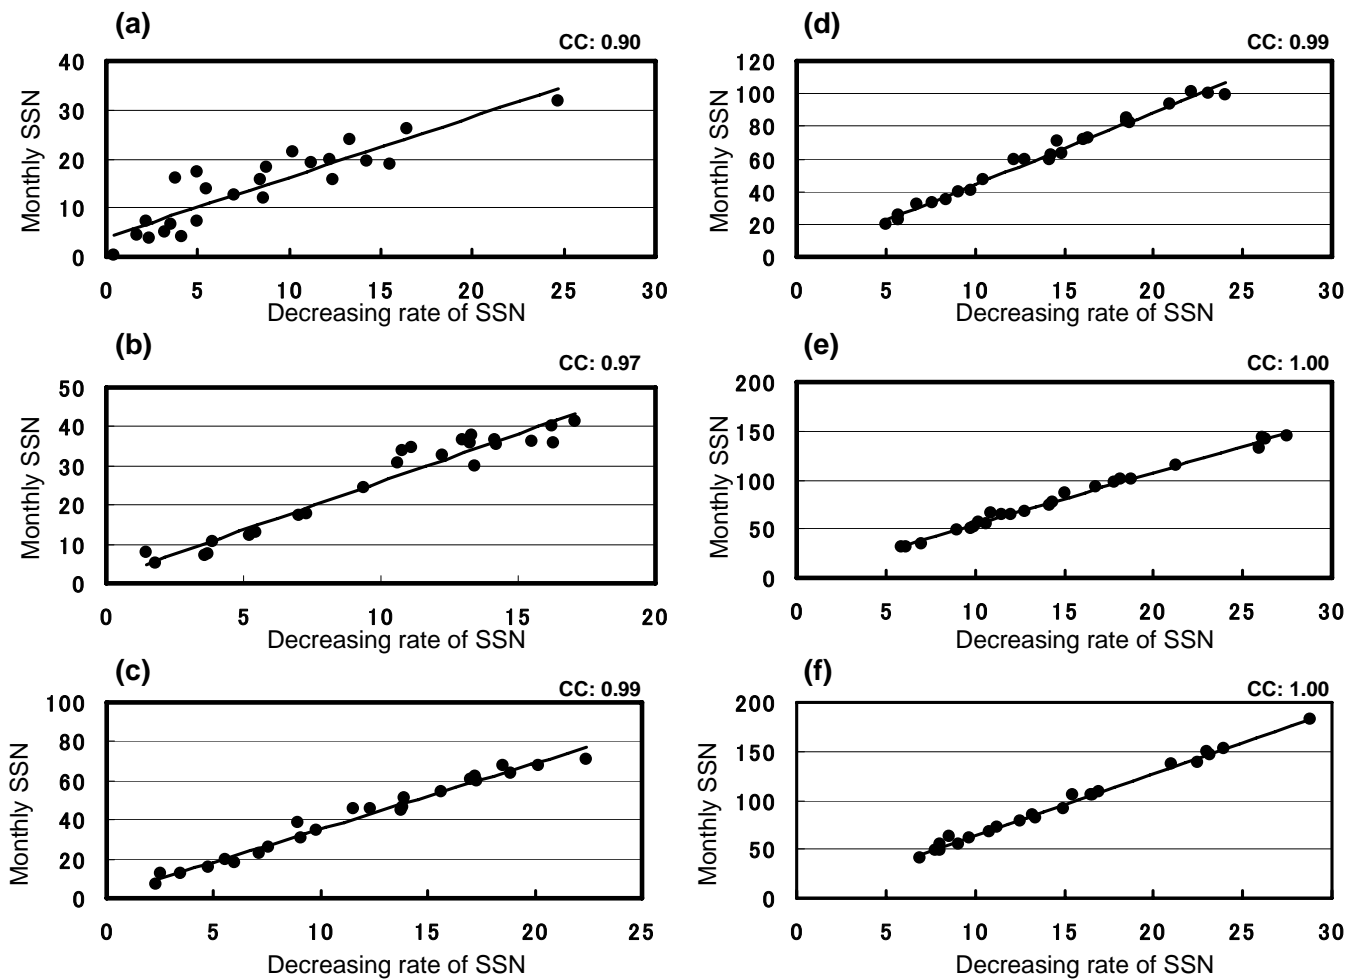 (a)
CC: 0.90
40
30
20
10
0
Monthly SSN
0 5 10 15 20 25 30
Decreasing rate of SSN
(b)
CC: 0.97
50
40
30
20
10
0
Monthly SSN
0 5 10 15 20
Decreasing rate of SSN
(c)
CC: 0.99
100
80
60
40
20
0
Monthly SSN
0 5 10 15 20 25
Decreasing rate of SSN
(d)
CC: 0.99
120
100
80
60
40
20
0
Monthly SSN
0 5 10 15 20 25 30
Decreasing rate of SSN
(e)
CC: 1.00
200
150
100
50
0
Monthly SSN
0 5 10 15 20 25 30
Decreasing rate of SSN
(f)
CC: 1.00
200
150
100
50
0
Monthly SSN
0 5 10 15 20 25 30
Decreasing rate of SSN